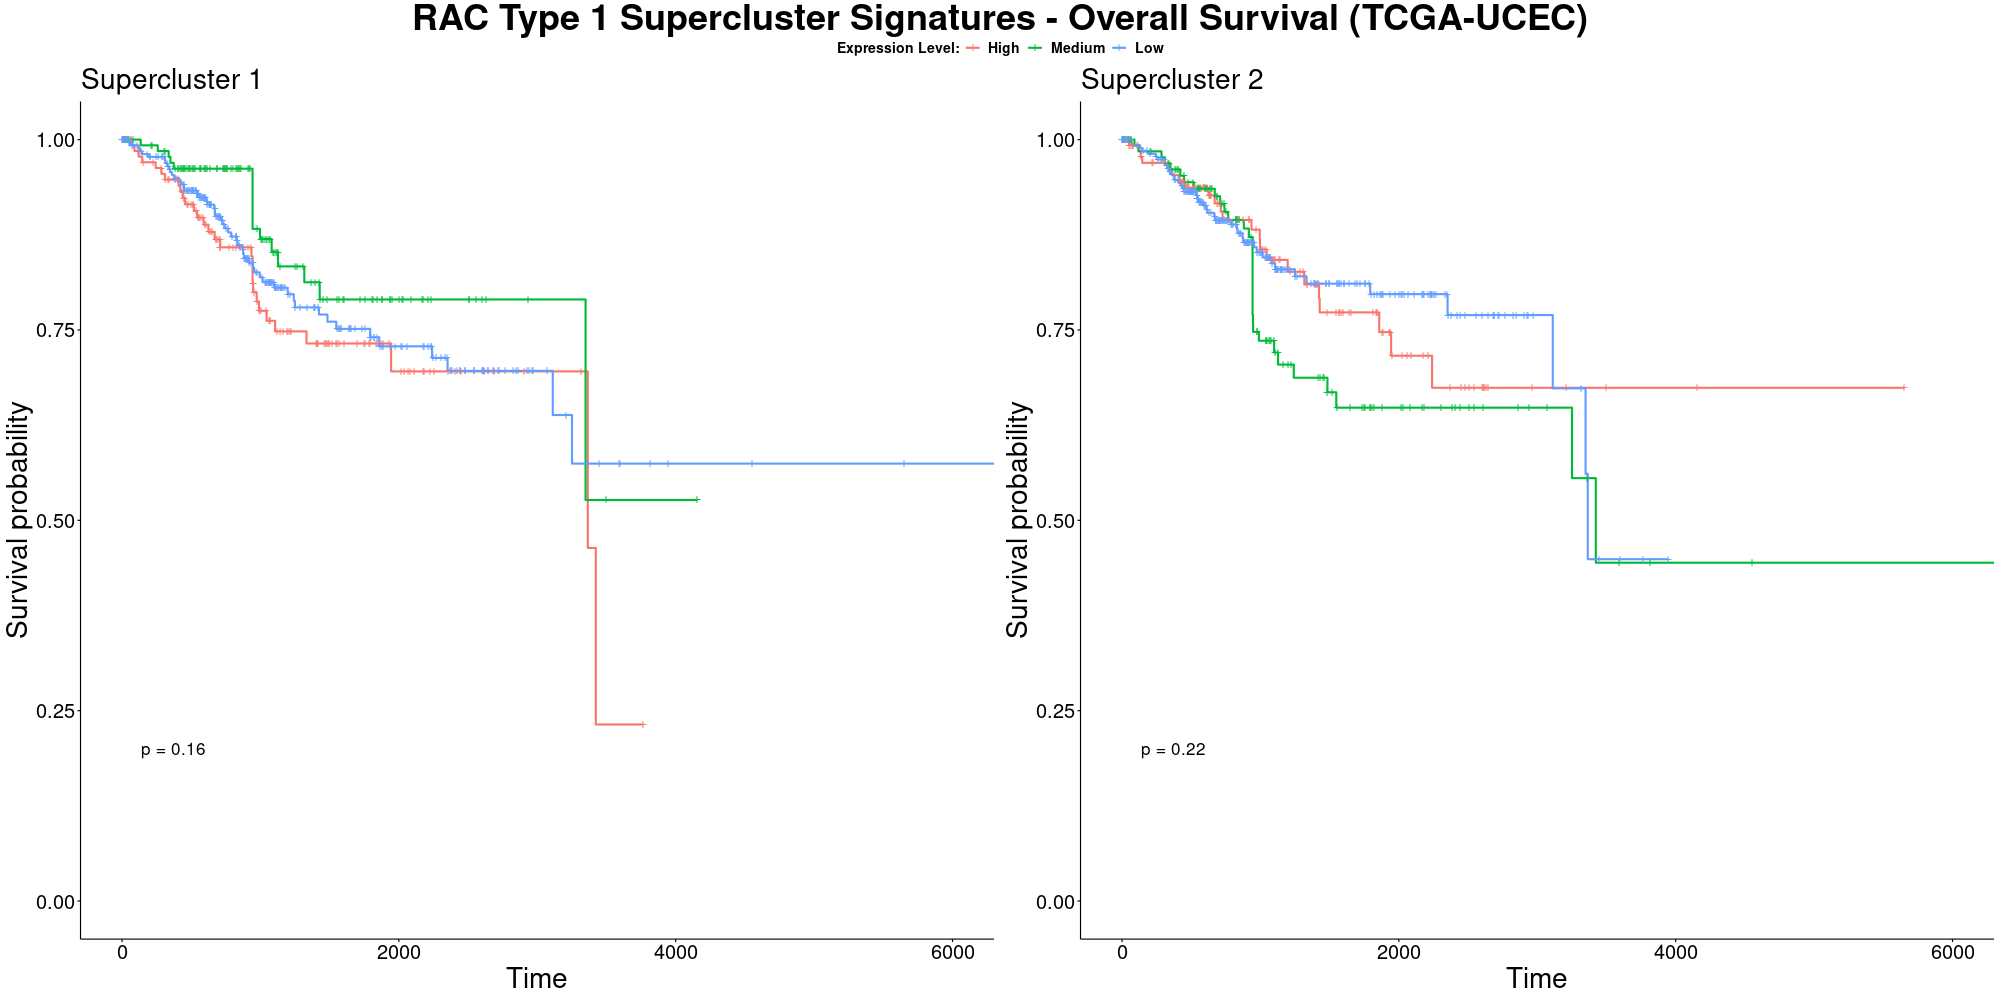 RAC Type 1 Supercluster Signatures - Overall Survival (TCGA-UCEC)
Expression Level: High Medium Low
Supercluster 1
Survival probability
1.00
0.75
0.50
0.25
0.00
p = 0.16
0 2000 4000 6000
Time
Supercluster 2
Survival probability
1.00
0.75
0.50
0.25
0.00
p = 0.22
0 2000 4000 6000
Time